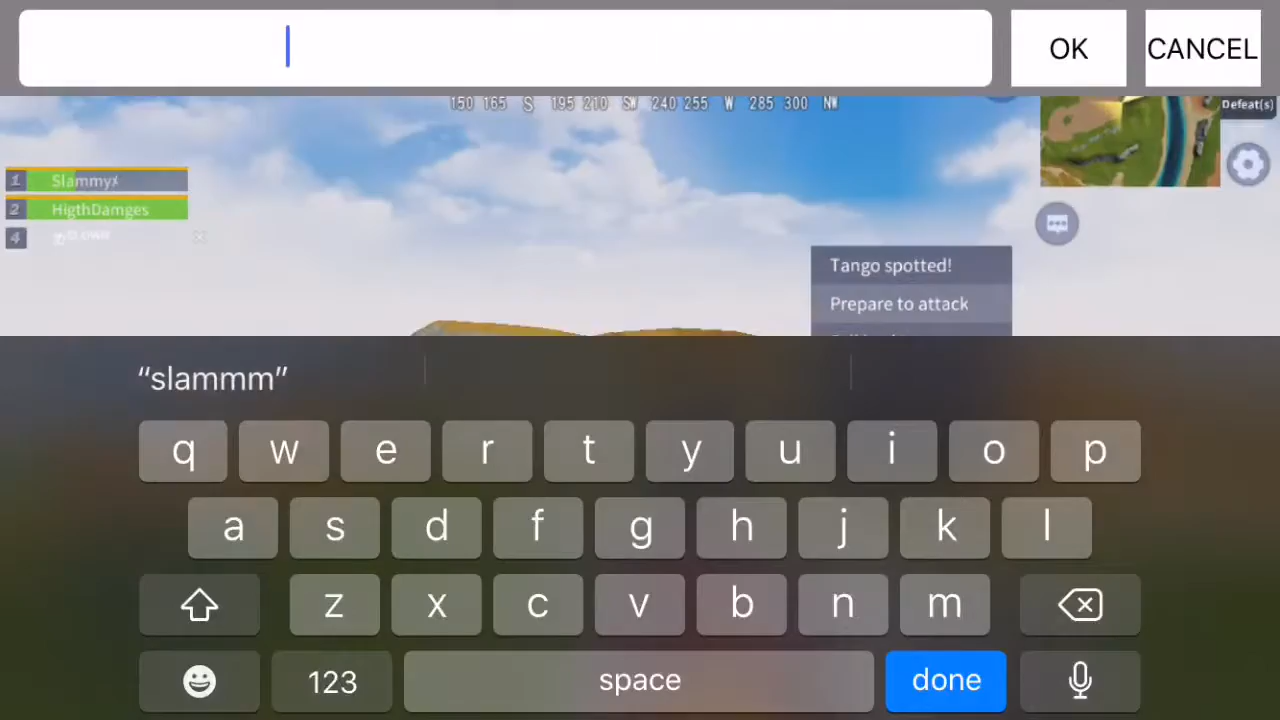 OK
CANCEL
150 165 S 195 210 SW 240 255 W 285 300 NW
Defeat(s)
1 SlammyX
2 HigthDamges
4
Tango spotted!
Prepare to attack
“slammm”
q w e r t y u i o p
a s d f g h j k l
z x c v b n m
123 space done